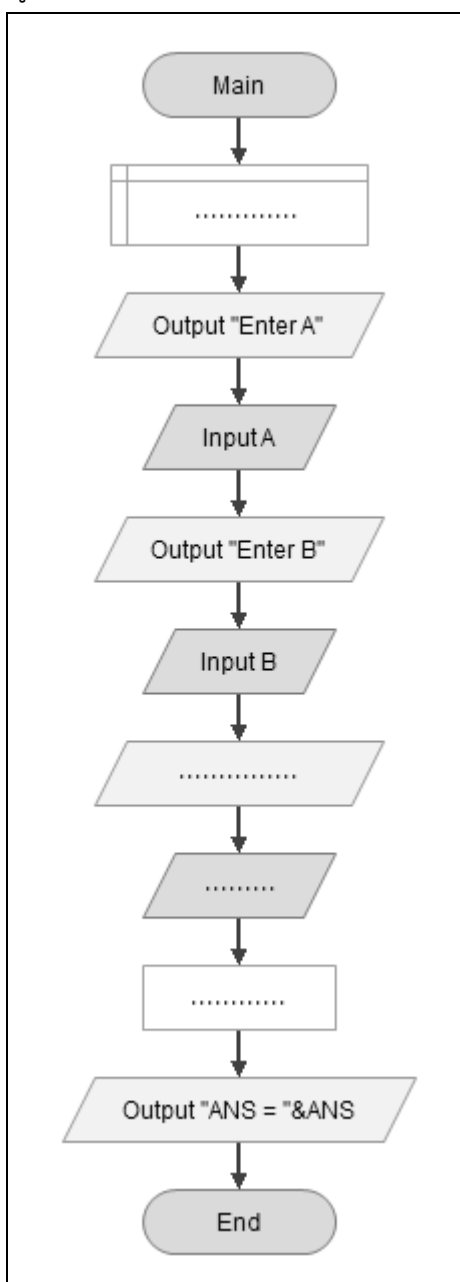 Main
.............
Output "Enter A"
Input A
Output "Enter B"
Input B
...............
.........
............
Output "ANS = "&ANS
End